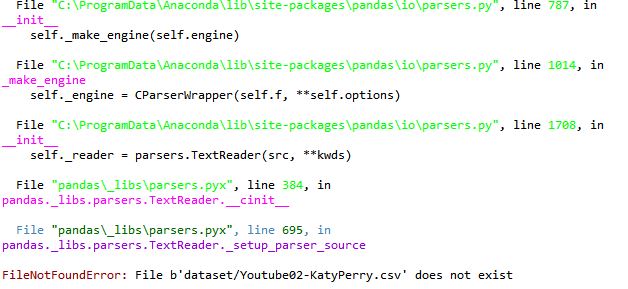 File "C:\ProgramData\Anaconda\lib\site-packages\pandas\io\parsers.py", line 787, in
__init__
self._make_engine(self.engine)
File "C:\ProgramData\Anaconda\lib\site-packages\pandas\io\parsers.py", line 1014, in
_make_engine
self._engine = CParserWrapper(self.f, **self.options)
File "C:\ProgramData\Anaconda\lib\site-packages\pandas\io\parsers.py", line 1708, in
__init__
self._reader = parsers.TextReader(src, **kwds)
File "pandas\_libs\parsers.pyx", line 384, in
pandas._libs.parsers.TextReader.__cinit__
File "pandas\_libs\parsers.pyx", line 695, in
pandas._libs.parsers.TextReader._setup_parser_source
FileNotFoundError: File b'dataset/Youtube02-KatyPerry.csv' does not exist